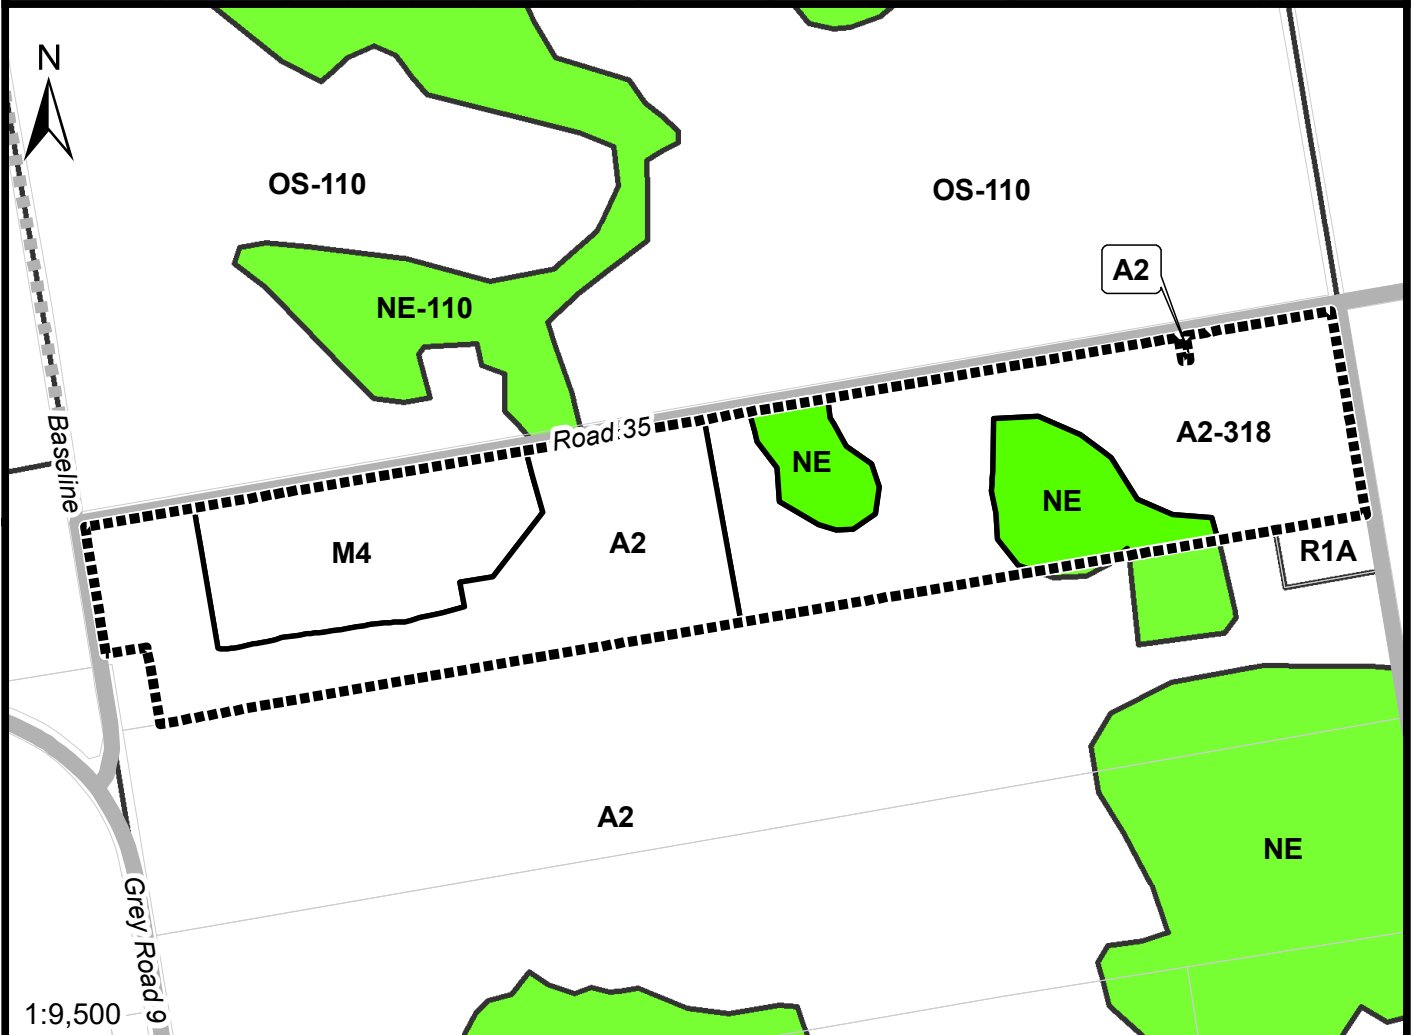 N
OS-110
OS-110
A2
NE-110
Baseline
Road 35
A2-318
NE
NE
M4
A2
R1A
A2
NE
Grey Road 9
1:9,500